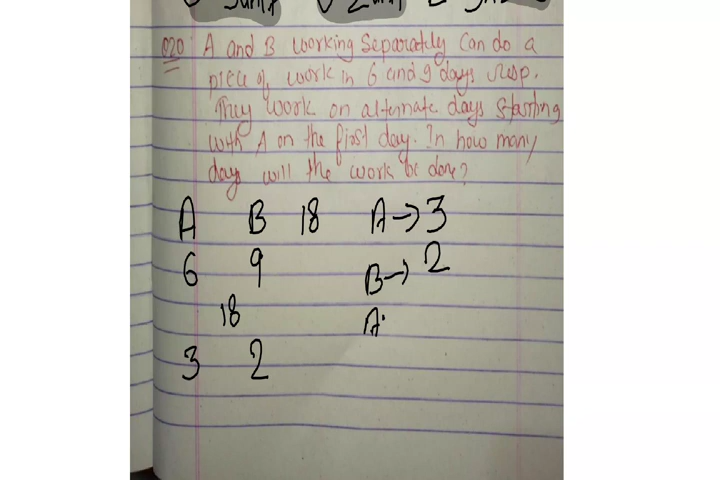 Q20 A and B working separately can do a
piece of work in 6 and 9 days resp.
They work on alternate days starting
with A on the first day. In how many
days will the work be done?
A B 18 A→3
6 9 B→2
18 A
3 2